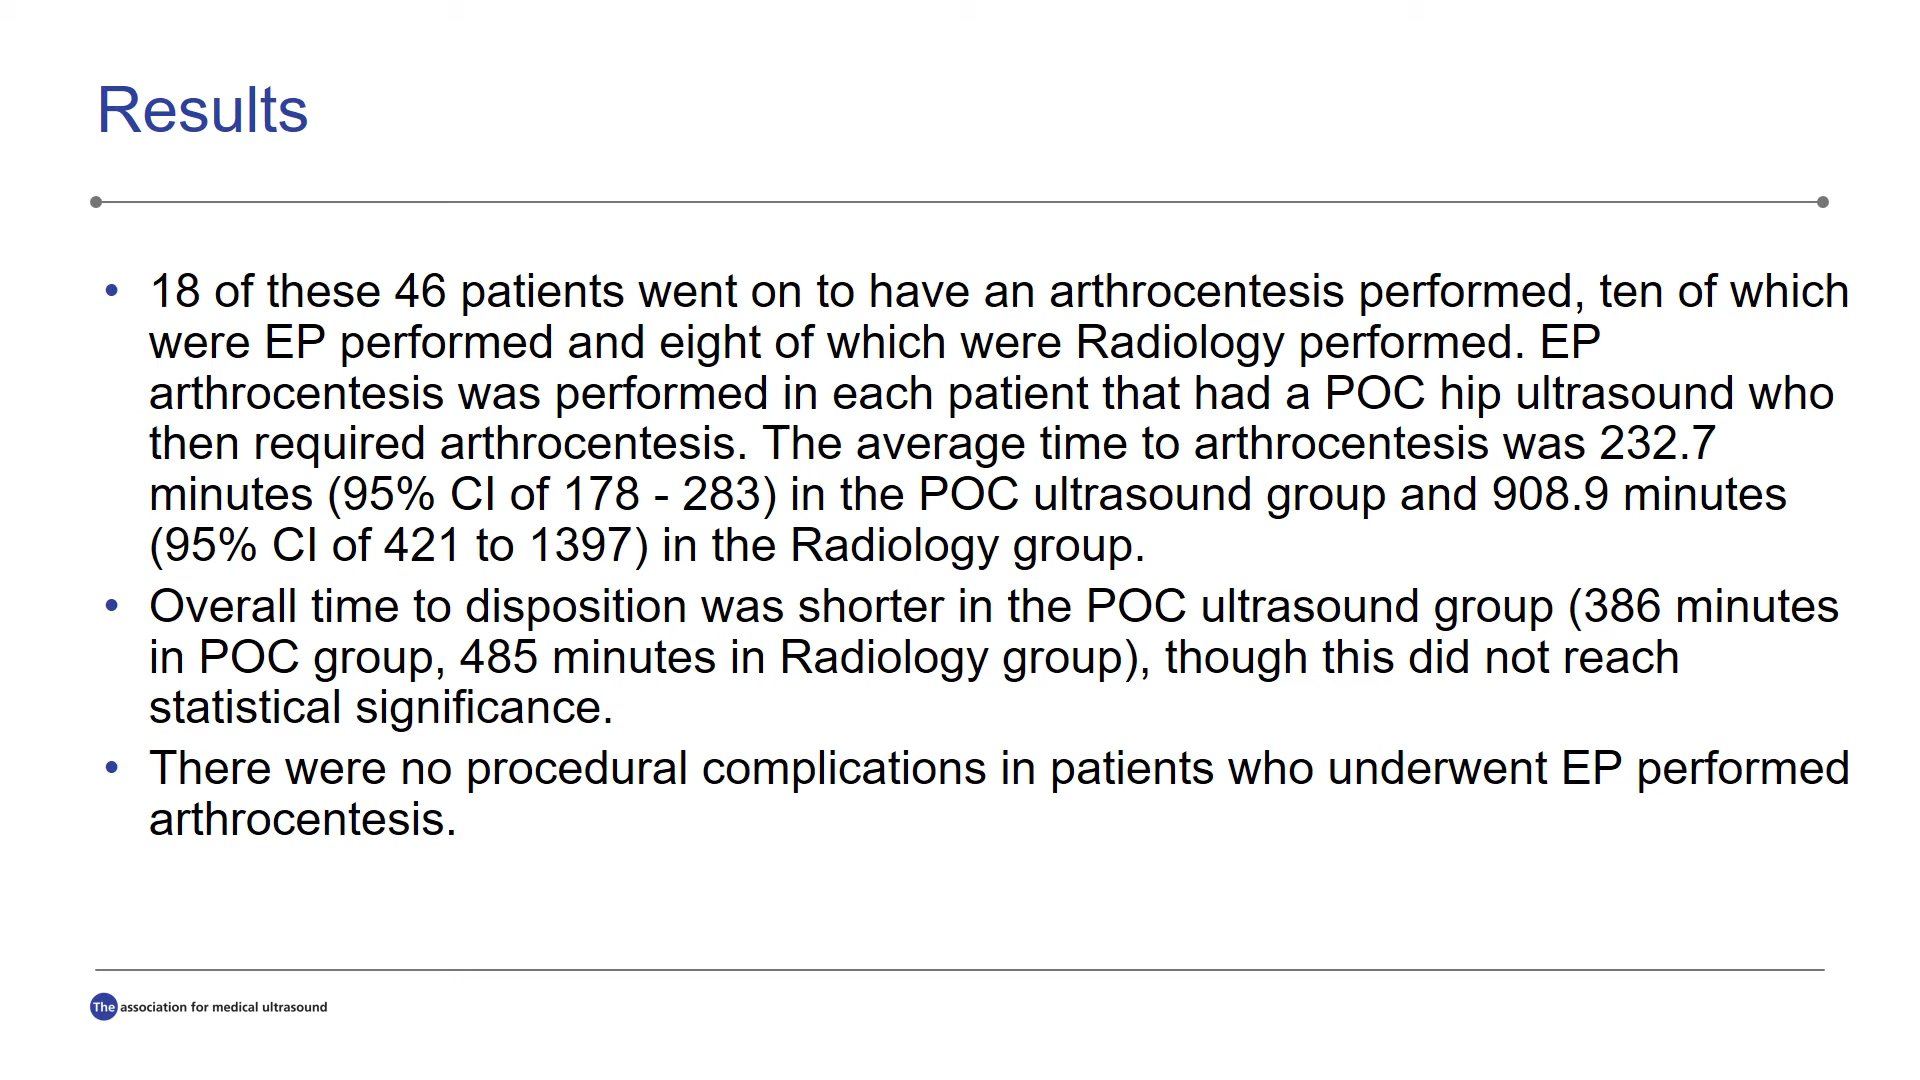 Results
• 18 of these 46 patients went on to have an arthrocentesis performed, ten of which
were EP performed and eight of which were Radiology performed. EP
arthrocentesis was performed in each patient that had a POC hip ultrasound who
then required arthrocentesis. The average time to arthrocentesis was 232.7
minutes (95% CI of 178 - 283) in the POC ultrasound group and 908.9 minutes
(95% CI of 421 to 1397) in the Radiology group.
• Overall time to disposition was shorter in the POC ultrasound group (386 minutes
in POC group, 485 minutes in Radiology group), though this did not reach
statistical significance.
• There were no procedural complications in patients who underwent EP performed
arthrocentesis.
The association for medical ultrasound